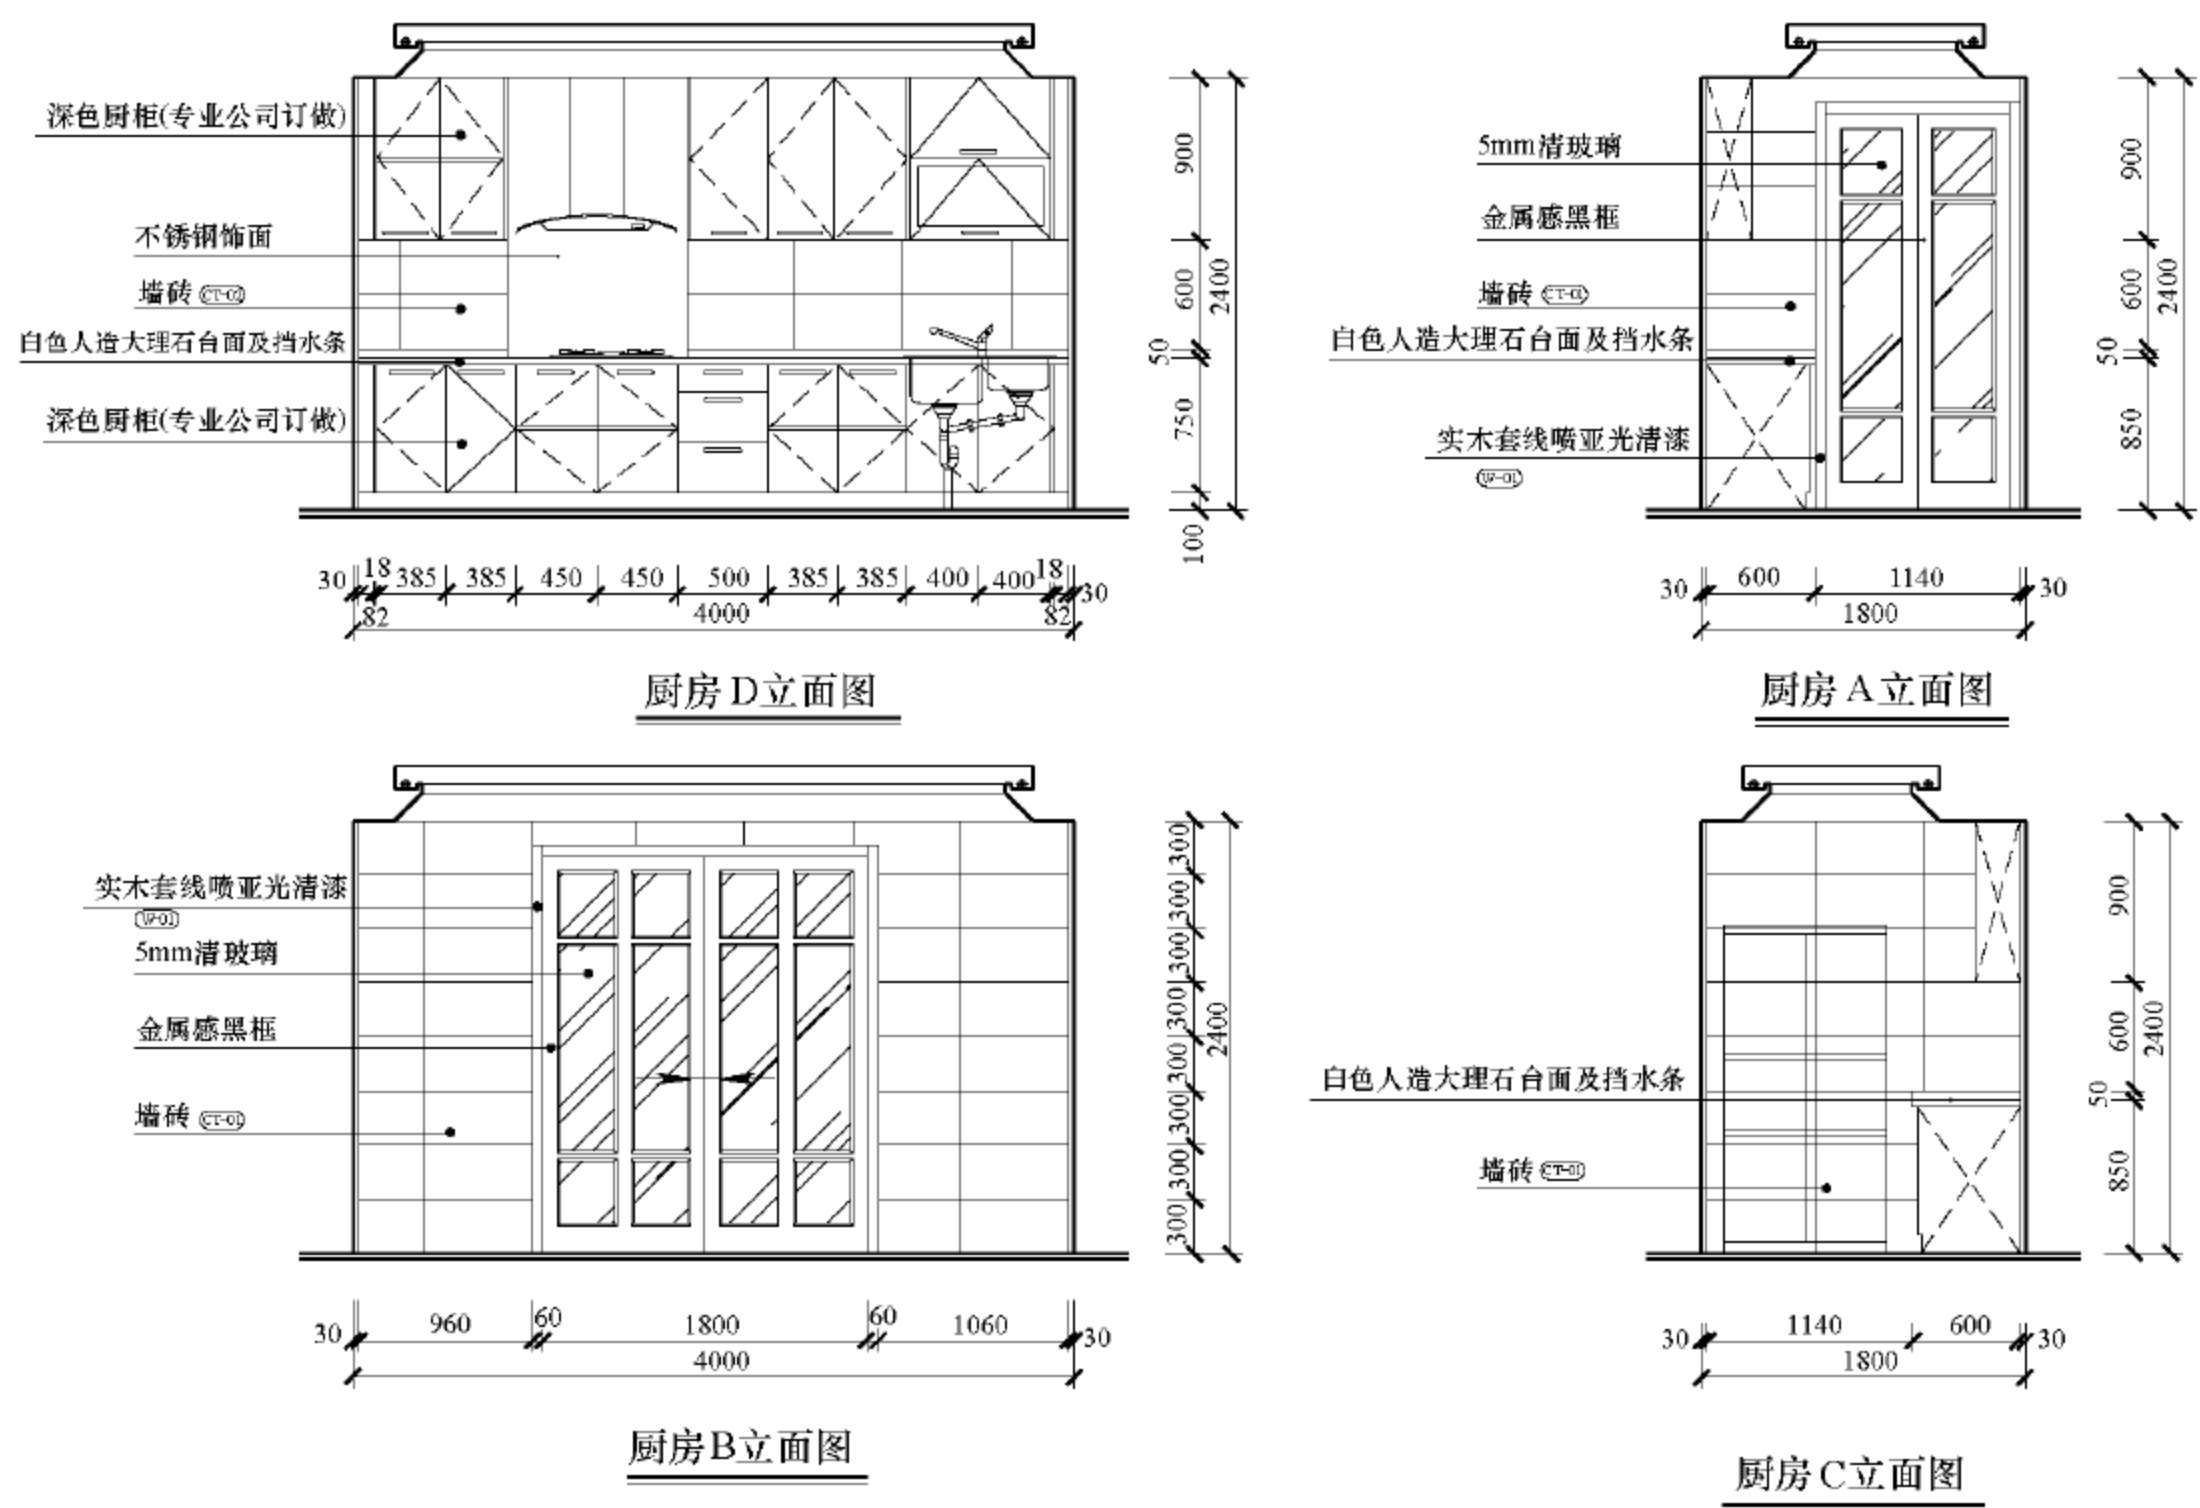 深色厨柜(专业公司订做)
不锈钢饰面
墙砖 CT-02
白色人造大理石台面及挡水条
深色厨柜(专业公司订做)
900
600
50
750
100
2400
30 18 385 385 450 450 500 385 385 400 400 18 30
82 4000 82
厨房D立面图
5mm清玻璃
金属感黑框
墙砖 CT-01
白色人造大理石台面及挡水条
实木套线喷亚光清漆
W-01
900
600
50
850
2400
30 600 1140 30
1800
厨房A立面图
实木套线喷亚光清漆
W-01
5mm清玻璃
金属感黑框
墙砖 CT-01
300
300
300
300
300
300
300
300
2400
30 960 60 1800 60 1060 30
4000
厨房B立面图
白色人造大理石台面及挡水条
墙砖 CT-01
900
600
50
850
2400
30 1140 600 30
1800
厨房C立面图